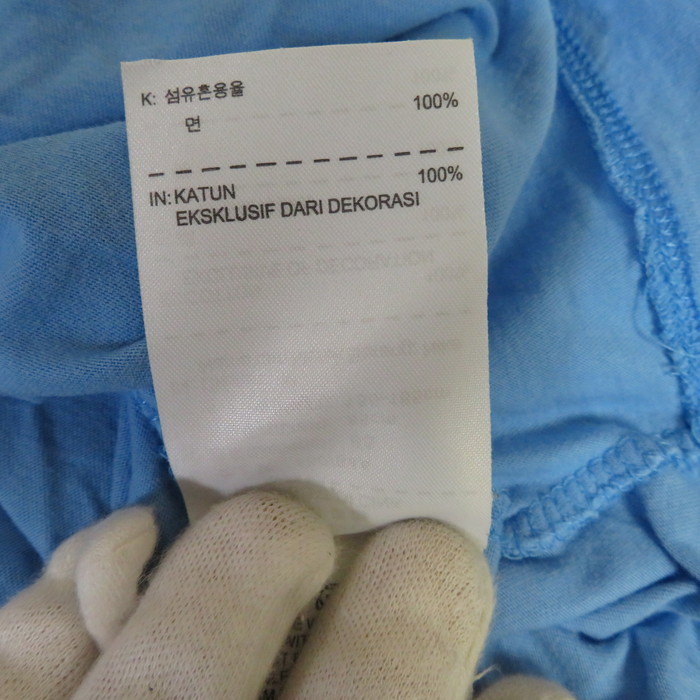 K: 섬유혼용율
면 100%
IN: KATUN 100%
EKSKLUSIF DARI DEKORASI